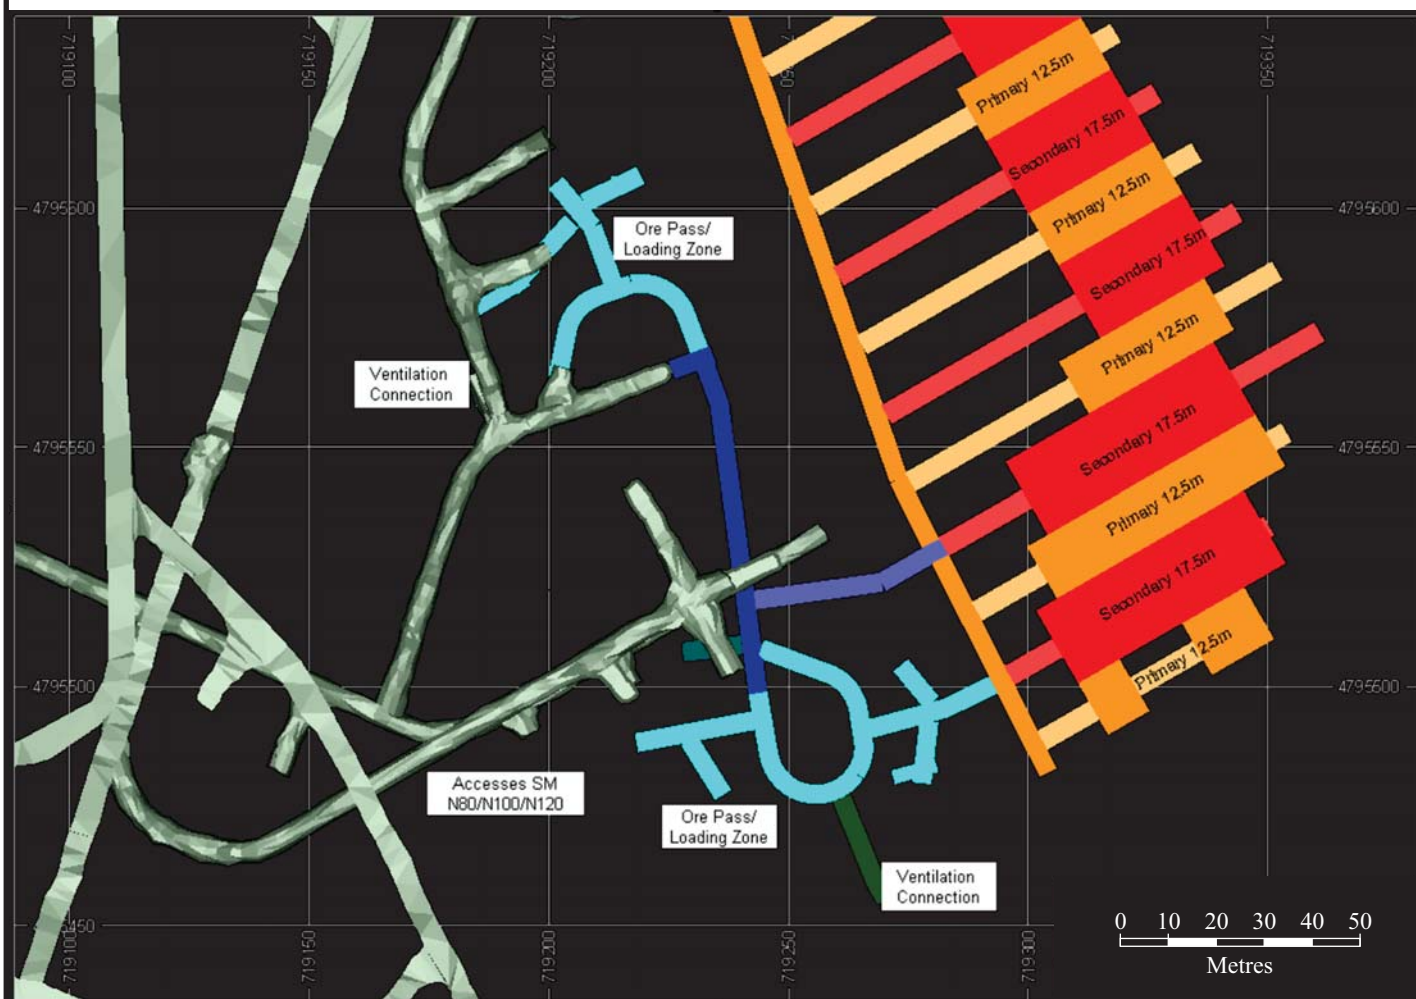 719100
719150
719200
719350
Primary 12.5m
Secondary 17.5m
4795600
4795600
Primary 12.5m
Ore Pass/
Loading Zone
Secondary 17.5m
Primary 12.5m
Ventilation
Connection
4795550
4795550
Secondary 17.5m
Primary 12.5m
Secondary 17.5m
Primary 12.5m
4795500
4795500
Accesses SM
N80/N100/N120
Ore Pass/
Loading Zone
Ventilation
Connection
719150
719200
719250
719300
0 10 20 30 40 50
Metres